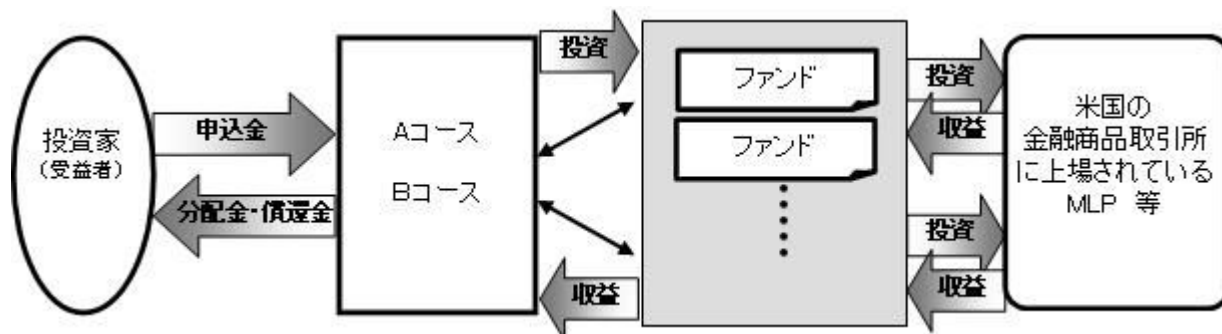 投資家
（受益者）
申込金
分配金・償還金
Aコース
Bコース
投資
収益
ファンド
ファンド
投資
収益
投資
収益
米国の
金融商品取引所
に上場されている
MLP 等